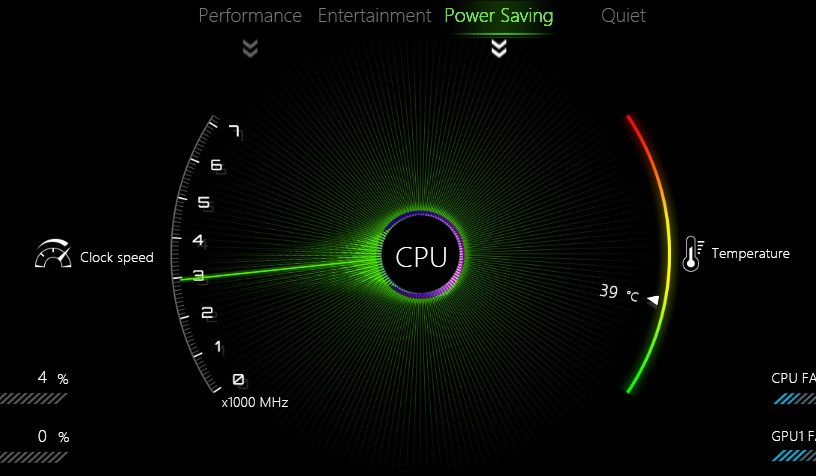 Performance Entertainment Power Saving Quiet
7
6
5
4
3
2
1
0
x1000 MHz
Clock speed
CPU
Temperature
39 °C
4 %
0 %
CPU FA
GPU1 FA